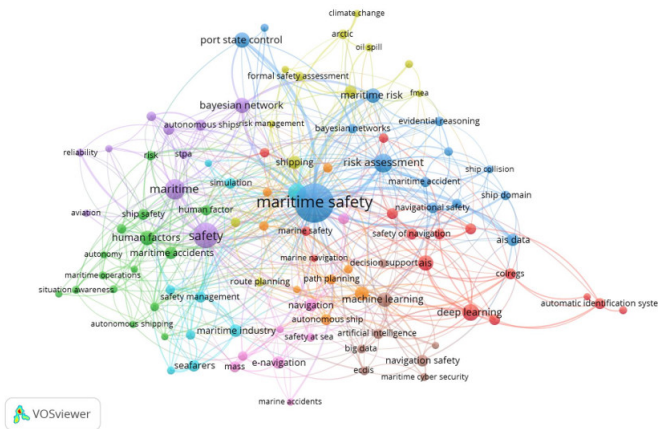 climate change
arctic
port state control
oil spill
formal safety assessment
fmea
maritime risk
bayesian network
evidential reasoning
autonomous ships
risk management
bayesian networks
reliability
risk
stpa
shipping
risk assessment
ship collision
simulation
maritime accident
maritime
ship domain
maritime safety
aviation
ship safety
human factor
navigational safety
marine safety
safety of navigation
human factors
safety
ais data
maritime accidents
autonomy
marine navigation
decision support
ais
maritime operations
colregs
route planning
path planning
situation awareness
safety management
machine learning
navigation
automatic identification syste
autonomous shipping
autonomous ship
deep learning
maritime industry
safety at sea
artificial intelligence
big data
seafarers
mass
e-navigation
navigation safety
ecdis
maritime cyber security
marine accidents
VOSviewer